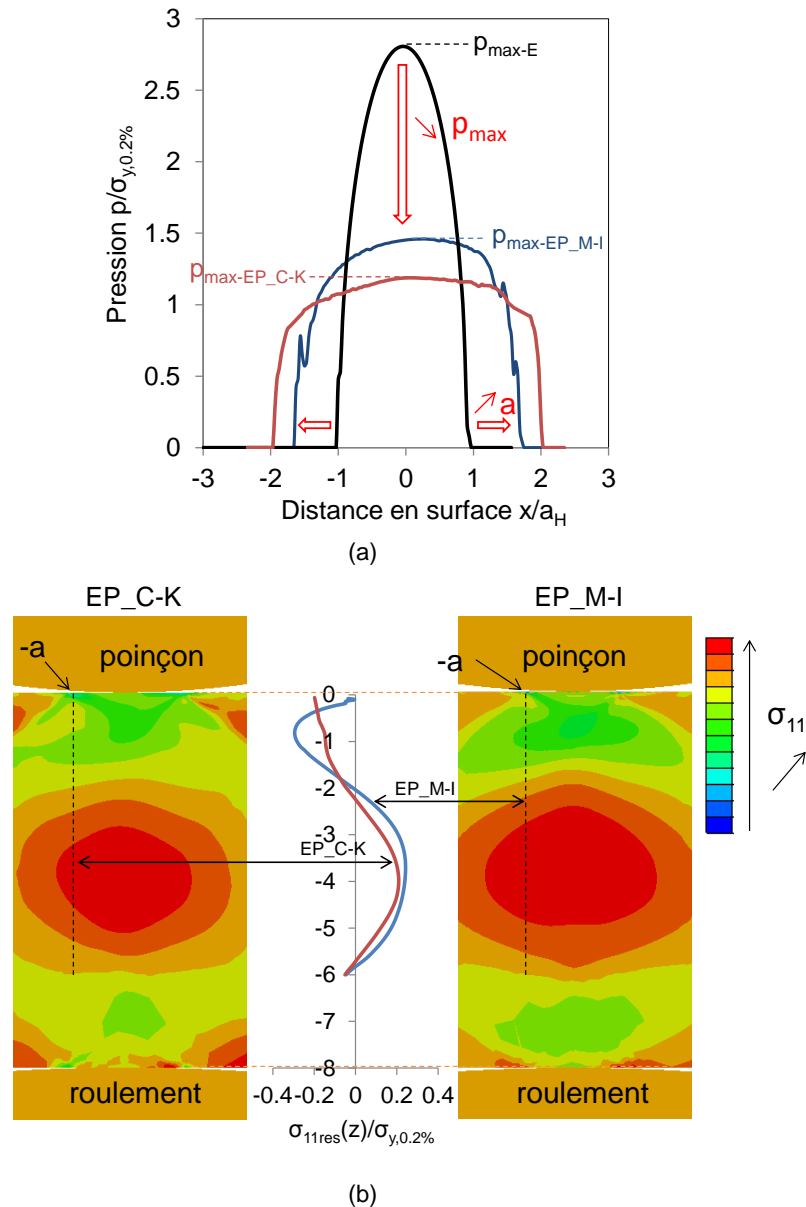 3
2.5
2
1.5
1
0.5
0
-3 -2 -1 0 1 2 3
Pression p/σy,0.2%
Distance en surface x/aH
pmax-E
pmax
pmax-EP_M-I
pmax-EP_C-K
a
(a)
EP_C-K
EP_M-I
-a
poinçon
-a
poinçon
0
-1
-2
-3
-4
-5
-6
-7
-8
EP_M-I
EP_C-K
σ11
roulement
roulement
-0.4 -0.2 0 0.2 0.4
σ11res(z)/σy,0.2%
(b)